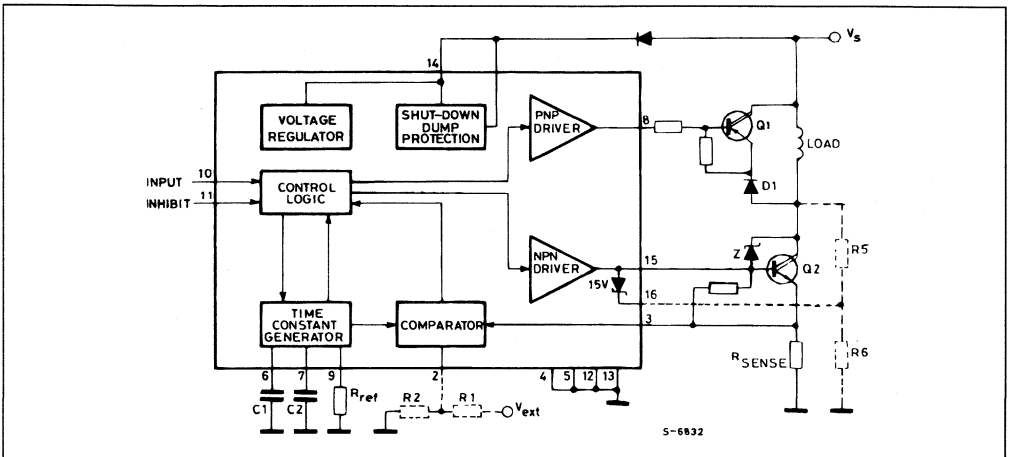 Vs
14
VOLTAGE
REGULATOR
SHUT-DOWN
DUMP
PROTECTION
PNP
DRIVER
8
Q1
LOAD
D1
INPUT
10
INHIBIT
11
CONTROL
LOGIC
NPN
DRIVER
15
15V
16
3
Z
Q2
R5
TIME
CONSTANT
GENERATOR
COMPARATOR
RSENSE
R6
6
7
9
2
4
5
12
13
C1
C2
Rref
R2
R1
Vext
S-6832